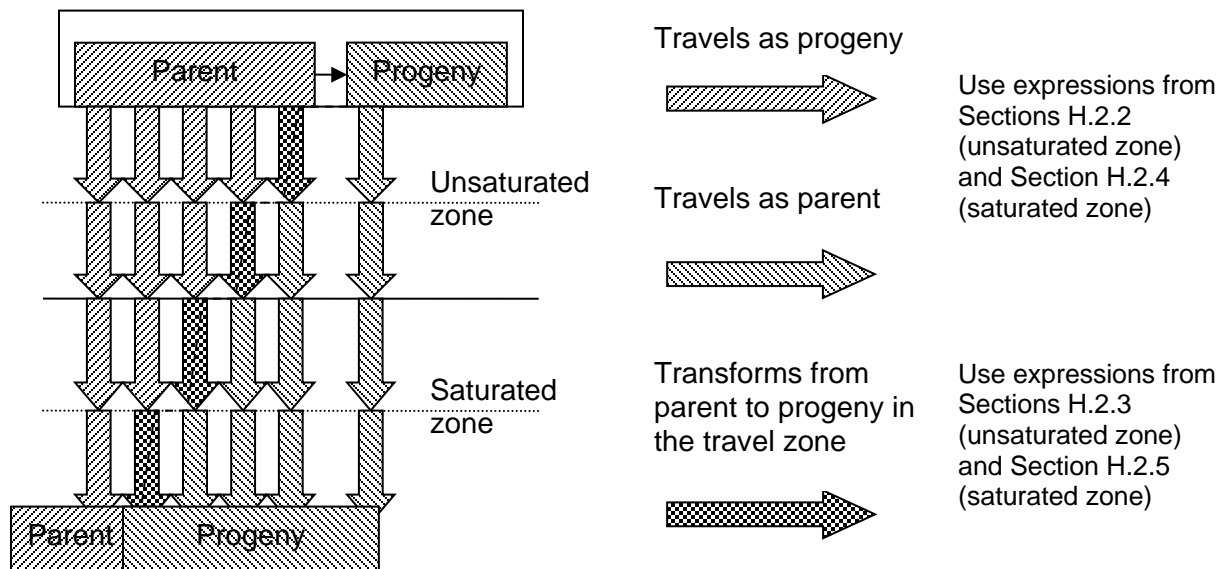 Parent
Progeny
Unsaturated
zone
Saturated
zone
Parent
Progeny
Travels as progeny
Use expressions from
Sections H.2.2
(unsaturated zone)
and Section H.2.4
(saturated zone)
Travels as parent
Transforms from
parent to progeny in
the travel zone
Use expressions from
Sections H.2.3
(unsaturated zone)
and Section H.2.5
(saturated zone)